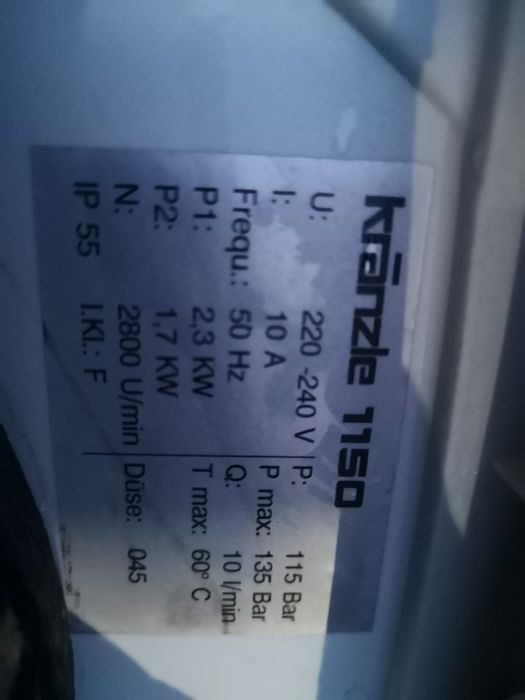 kränzle 1150
U: 220 -240 V P: 115 Bar
I: 10 A P max: 135 Bar
Frequ.: 50 Hz Q: 10 l/min
P1: 2,3 KW T max: 60° C
P2: 1,7 KW
N: 2800 U/min Düse: 045
IP 55 I.Kl.: F